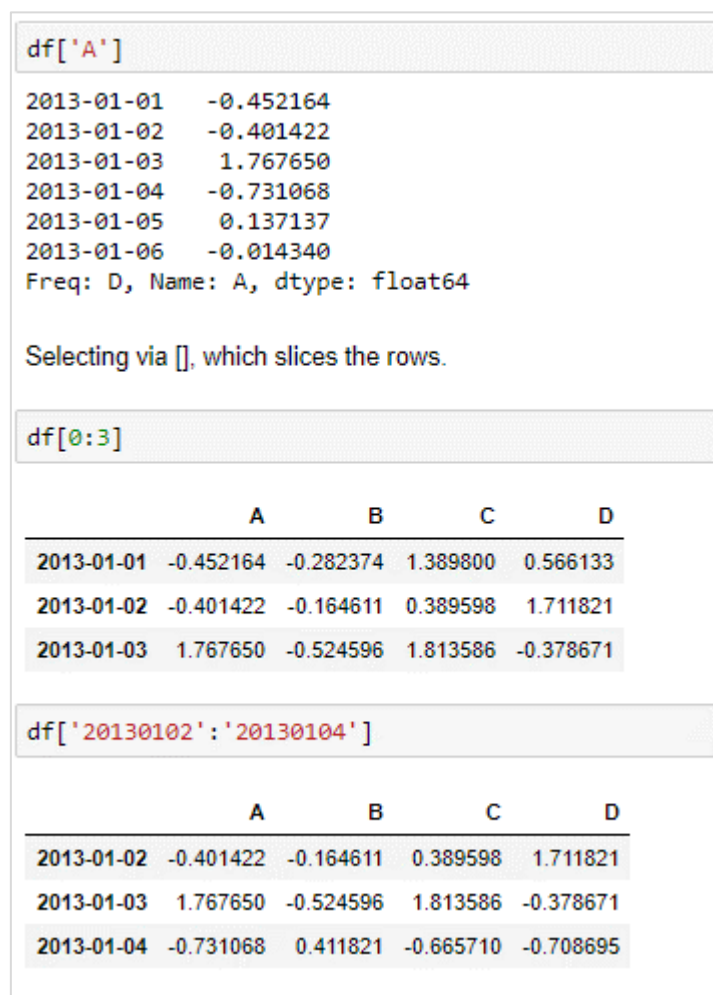 df['A']
2013-01-01 -0.452164
2013-01-02 -0.401422
2013-01-03 1.767650
2013-01-04 -0.731068
2013-01-05 0.137137
2013-01-06 -0.014340
Freq: D, Name: A, dtype: float64
Selecting via [], which slices the rows.
df[0:3]
A B C D
2013-01-01 -0.452164 -0.282374 1.389800 0.566133
2013-01-02 -0.401422 -0.164611 0.389598 1.711821
2013-01-03 1.767650 -0.524596 1.813586 -0.378671
df['20130102':'20130104']
A B C D
2013-01-02 -0.401422 -0.164611 0.389598 1.711821
2013-01-03 1.767650 -0.524596 1.813586 -0.378671
2013-01-04 -0.731068 0.411821 -0.665710 -0.708695